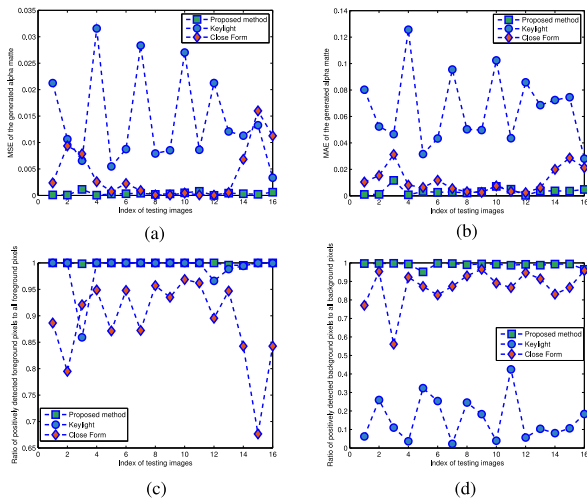 MSE of the generated alpha matte
0.035
0.03
0.025
0.02
0.015
0.01
0.005
0
0 2 4 6 8 10 12 14 16
Index of testing images
Proposed method
Keylight
Close Form
(a)
MAE of the generated alpha matte
0.14
0.12
0.1
0.08
0.06
0.04
0.02
0
0 2 4 6 8 10 12 14 16
Index of testing images
Proposed method
Keylight
Close Form
(b)
Ratio of positively detected foreground pixels to all foreground pixels
1
0.95
0.9
0.85
0.8
0.75
0.7
0.65
0 2 4 6 8 10 12 14 16
Index of testing images
Proposed method
Keylight
Close Form
(c)
Ratio of positively detected background pixels to all background pixels
1
0.9
0.8
0.7
0.6
0.5
0.4
0.3
0.2
0.1
0
0 2 4 6 8 10 12 14 16
Index of testing images
Proposed method
Keylight
Close Form
(d)